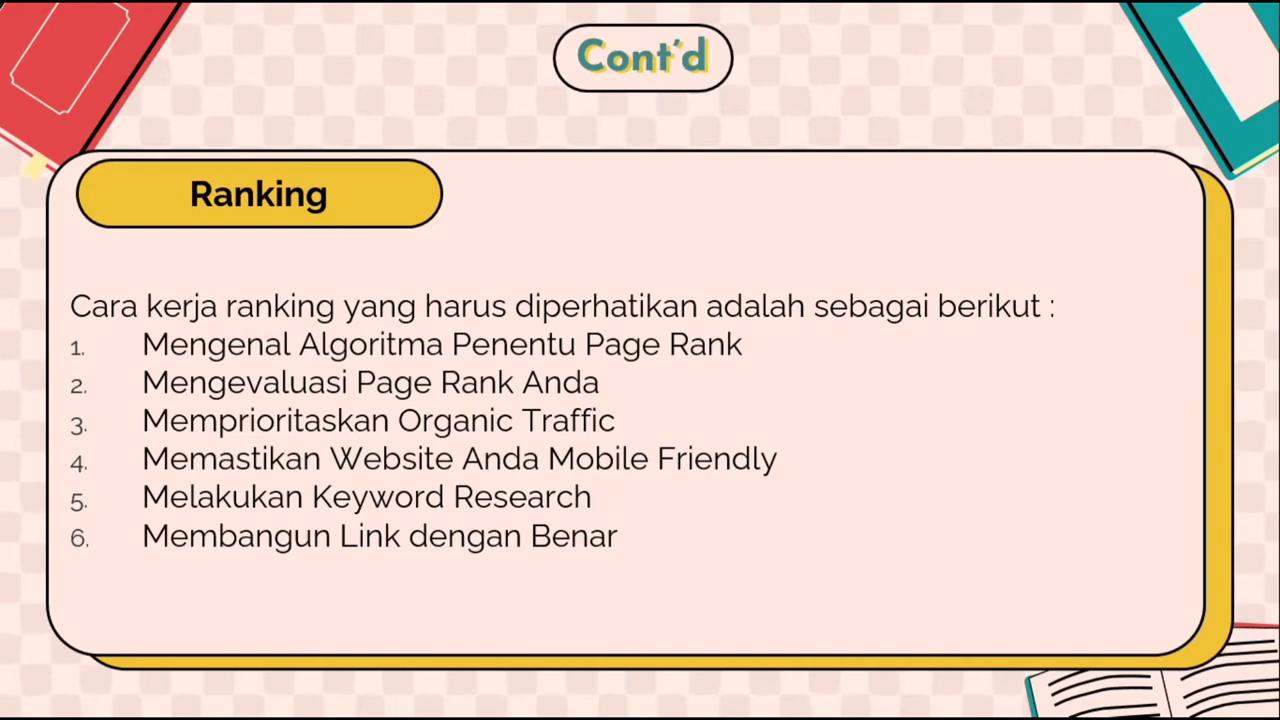 Cont'd
Ranking
Cara kerja ranking yang harus diperhatikan adalah sebagai berikut :
1. Mengenal Algoritma Penentu Page Rank
2. Mengevaluasi Page Rank Anda
3. Memprioritaskan Organic Traffic
4. Memastikan Website Anda Mobile Friendly
5. Melakukan Keyword Research
6. Membangun Link dengan Benar